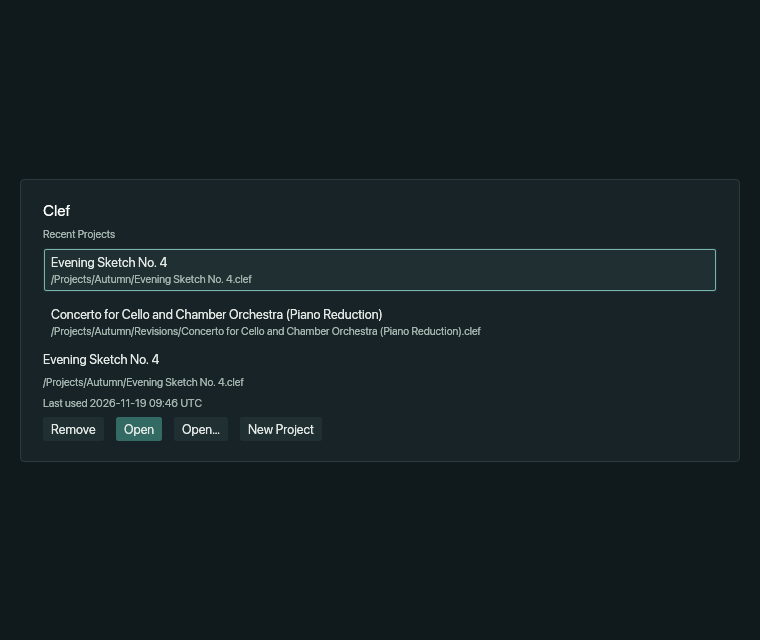 Clef
Recent Projects
Evening Sketch No. 4
/Projects/Autumn/Evening Sketch No. 4.clef
Concerto for Cello and Chamber Orchestra (Piano Reduction)
/Projects/Autumn/Revisions/Concerto for Cello and Chamber Orchestra (Piano Reduction).clef
Evening Sketch No. 4
/Projects/Autumn/Evening Sketch No. 4.clef
Last used 2026-11-19 09:46 UTC
Remove Open Open... New Project